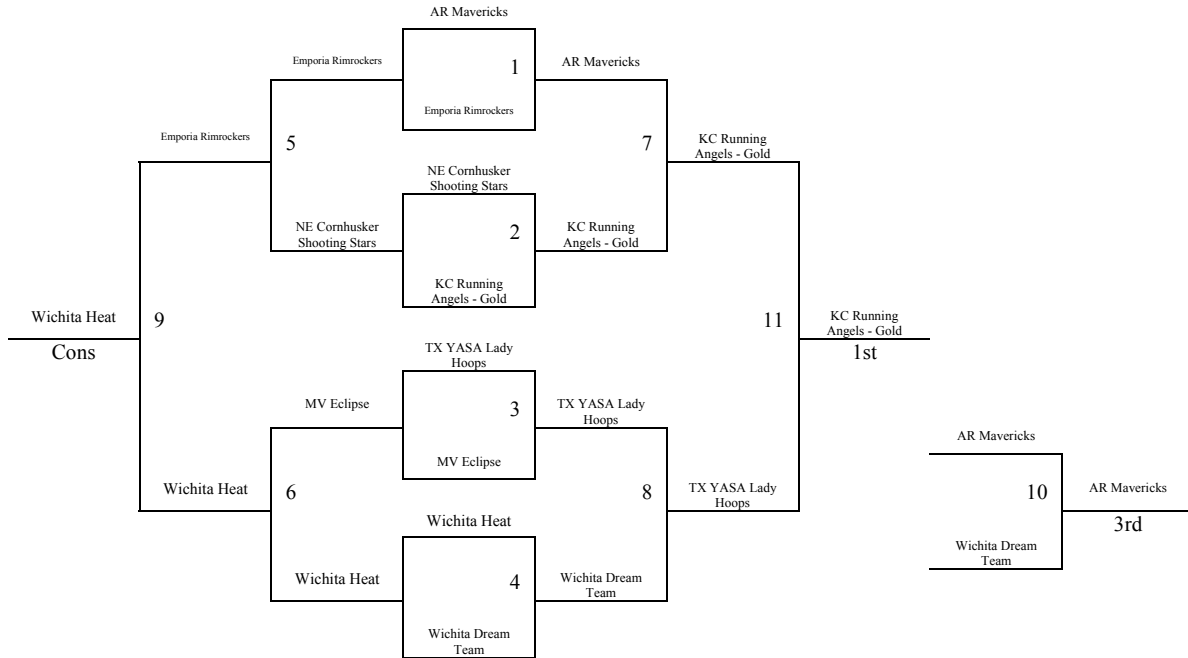 AR Mavericks
Emporia Rimrockers
1
AR Mavericks
Emporia Rimrockers
Emporia Rimrockers
5
7
KC Running
Angels - Gold
NE Cornhusker
Shooting Stars
NE Cornhusker
Shooting Stars
2
KC Running
Angels - Gold
KC Running
Angels - Gold
Wichita Heat
9
11
KC Running
Angels - Gold
Cons
1st
TX YASA Lady
Hoops
MV Eclipse
3
TX YASA Lady
Hoops
MV Eclipse
AR Mavericks
Wichita Heat
6
8
TX YASA Lady
Hoops
10
AR Mavericks
3rd
Wichita Heat
Wichita Dream
Team
Wichita Heat
4
Wichita Dream
Team
Wichita Dream
Team